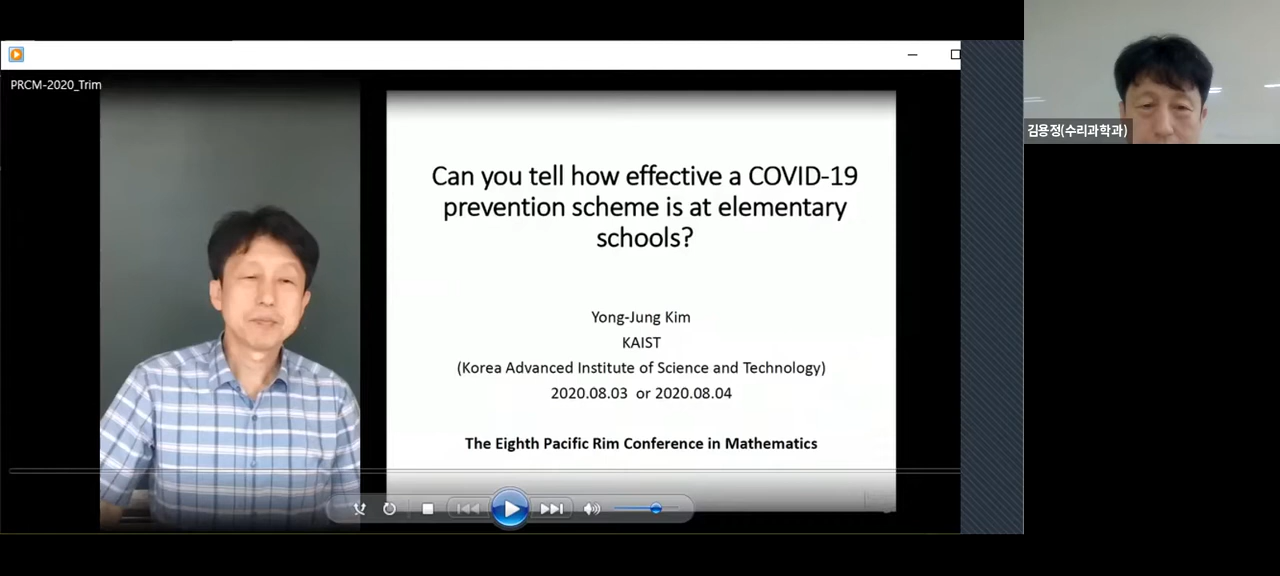 PRCM-2020_Trim
Can you tell how effective a COVID-19
prevention scheme is at elementary
schools?
Yong-Jung Kim
KAIST
(Korea Advanced Institute of Science and Technology)
2020.08.03 or 2020.08.04
The Eighth Pacific Rim Conference in Mathematics
김용정(수리과학과)